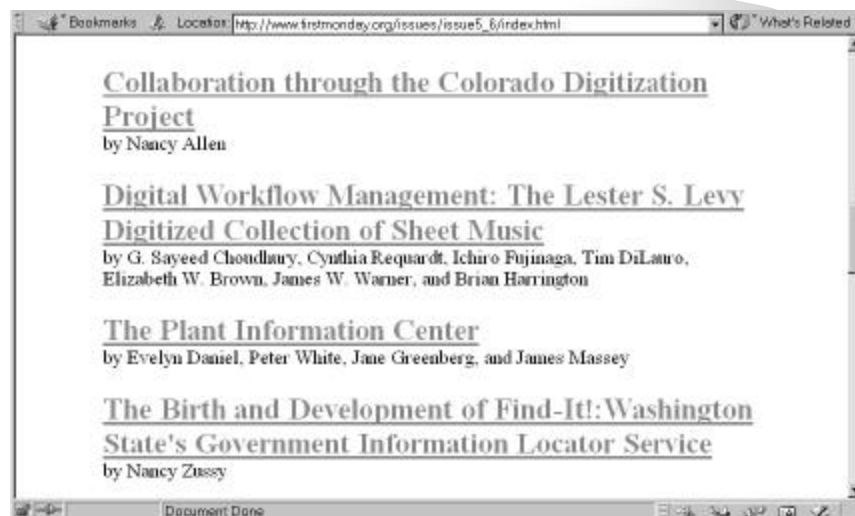 Bookmarks Location: http://www.firstmonday.org/issues/issue5_6/index.html What's Related
Collaboration through the Colorado Digitization
Project
by Nancy Allen
Digital Workflow Management: The Lester S. Levy
Digitized Collection of Sheet Music
by G. Sayeed Choudhury, Cynthia Requardt, Ichiro Fujinaga, Tim DiLauro,
Elizabeth W. Brown, James W. Warner, and Brian Harrington
The Plant Information Center
by Evelyn Daniel, Peter White, Jane Greenberg, and James Massey
The Birth and Development of Find-It!:Washington
State's Government Information Locator Service
by Nancy Zussy
Document Done